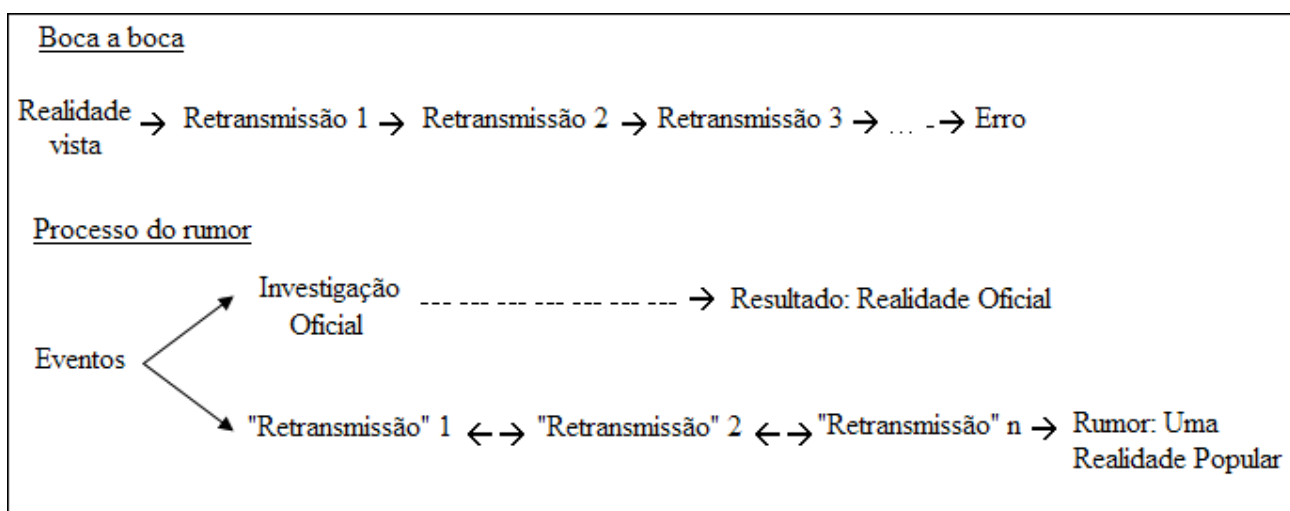 Boca a boca
Realidade vista → Retransmissão 1 → Retransmissão 2 → Retransmissão 3 → ... - → Erro
Processo do rumor
Investigação Oficial --- --- --- --- --- --- --- → Resultado: Realidade Oficial
Eventos
"Retransmissão" 1 ← → "Retransmissão" 2 ← → "Retransmissão" n → Rumor: Uma Realidade Popular